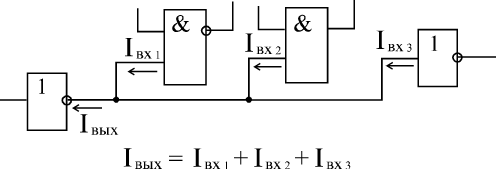 & & 1
I вх 1 I вх 2 I вх 3
1
I вых
I вых = I вх 1 + I вх 2 + I вх 3